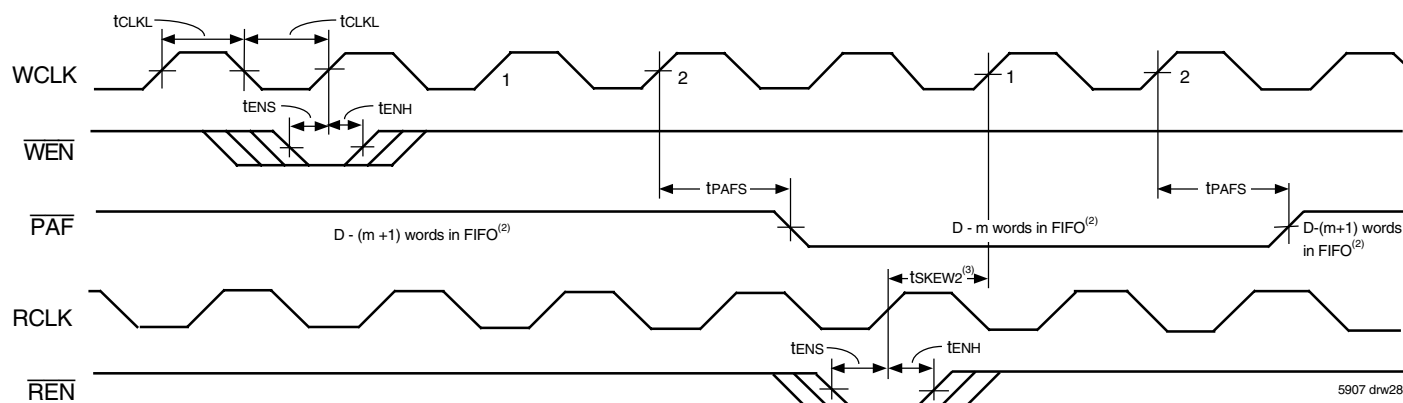 tCLKL tCLKL
WCLK 1 2 1 2
tENS tENH
WEN
tPAFS tPAFS
PAF
D - (m +1) words in FIFO(2) D - m words in FIFO(2) D-(m+1) words
in FIFO(2)
tSKEW2(3)
RCLK
tENS tENH
REN
5907 drw28